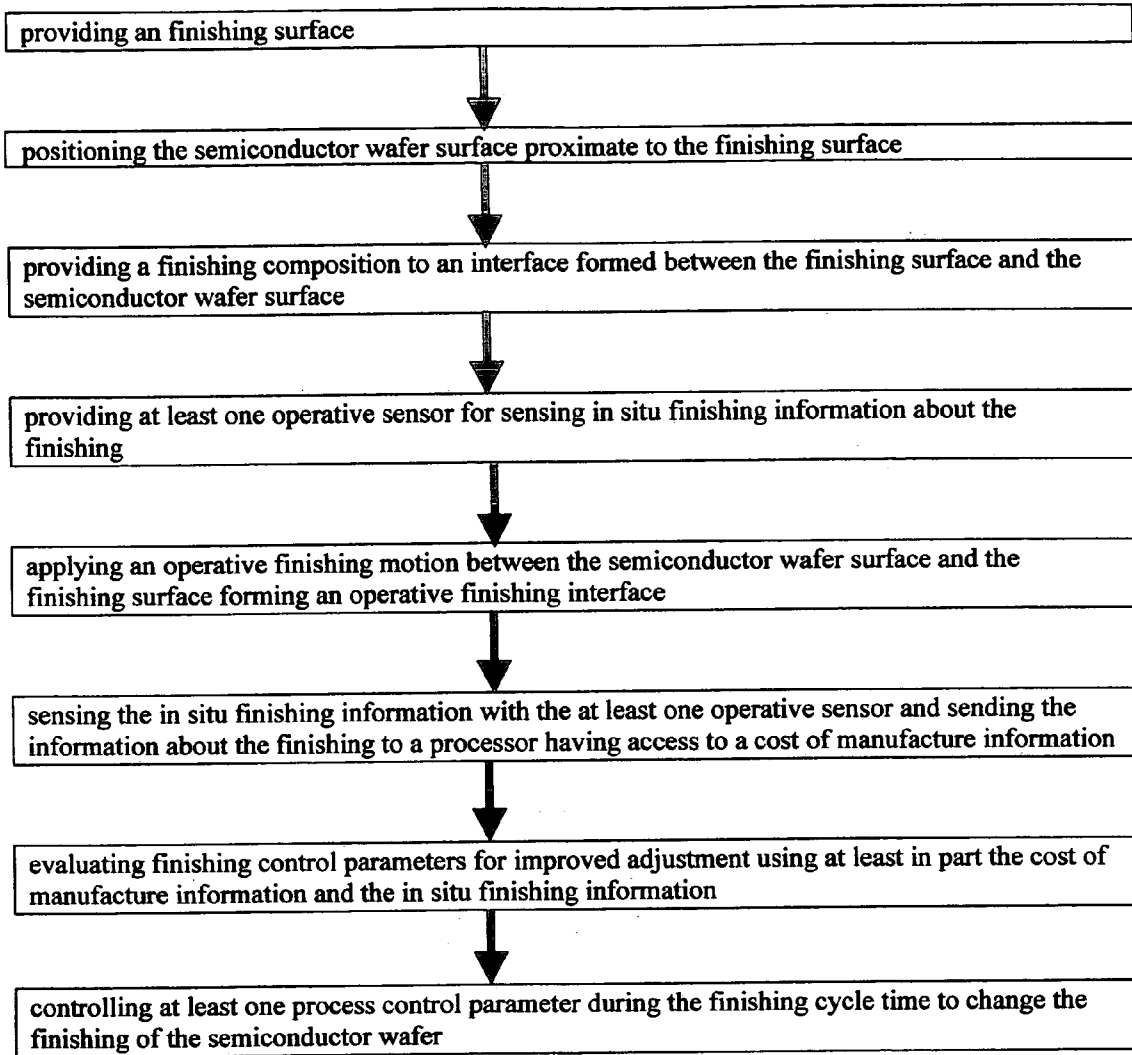 providing an finishing surface
positioning the semiconductor wafer surface proximate to the finishing surface
providing a finishing composition to an interface formed between the finishing surface and the
semiconductor wafer surface
providing at least one operative sensor for sensing in situ finishing information about the
finishing
applying an operative finishing motion between the semiconductor wafer surface and the
finishing surface forming an operative finishing interface
sensing the in situ finishing information with the at least one operative sensor and sending the
information about the finishing to a processor having access to a cost of manufacture information
evaluating finishing control parameters for improved adjustment using at least in part the cost of
manufacture information and the in situ finishing information
controlling at least one process control parameter during the finishing cycle time to change the
finishing of the semiconductor wafer